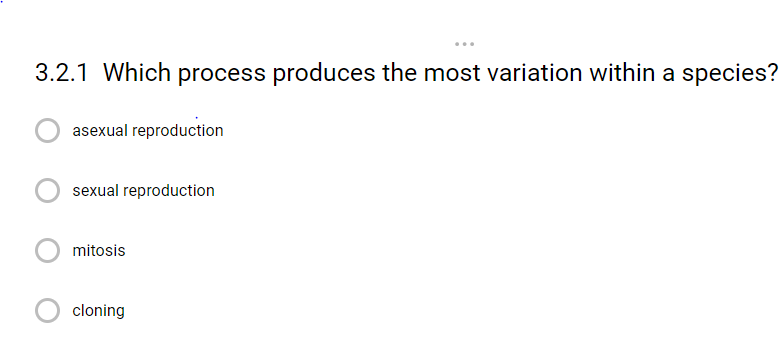 3.2.1 Which process produces the most variation within a species?
asexual reproduction
sexual reproduction
mitosis
cloning